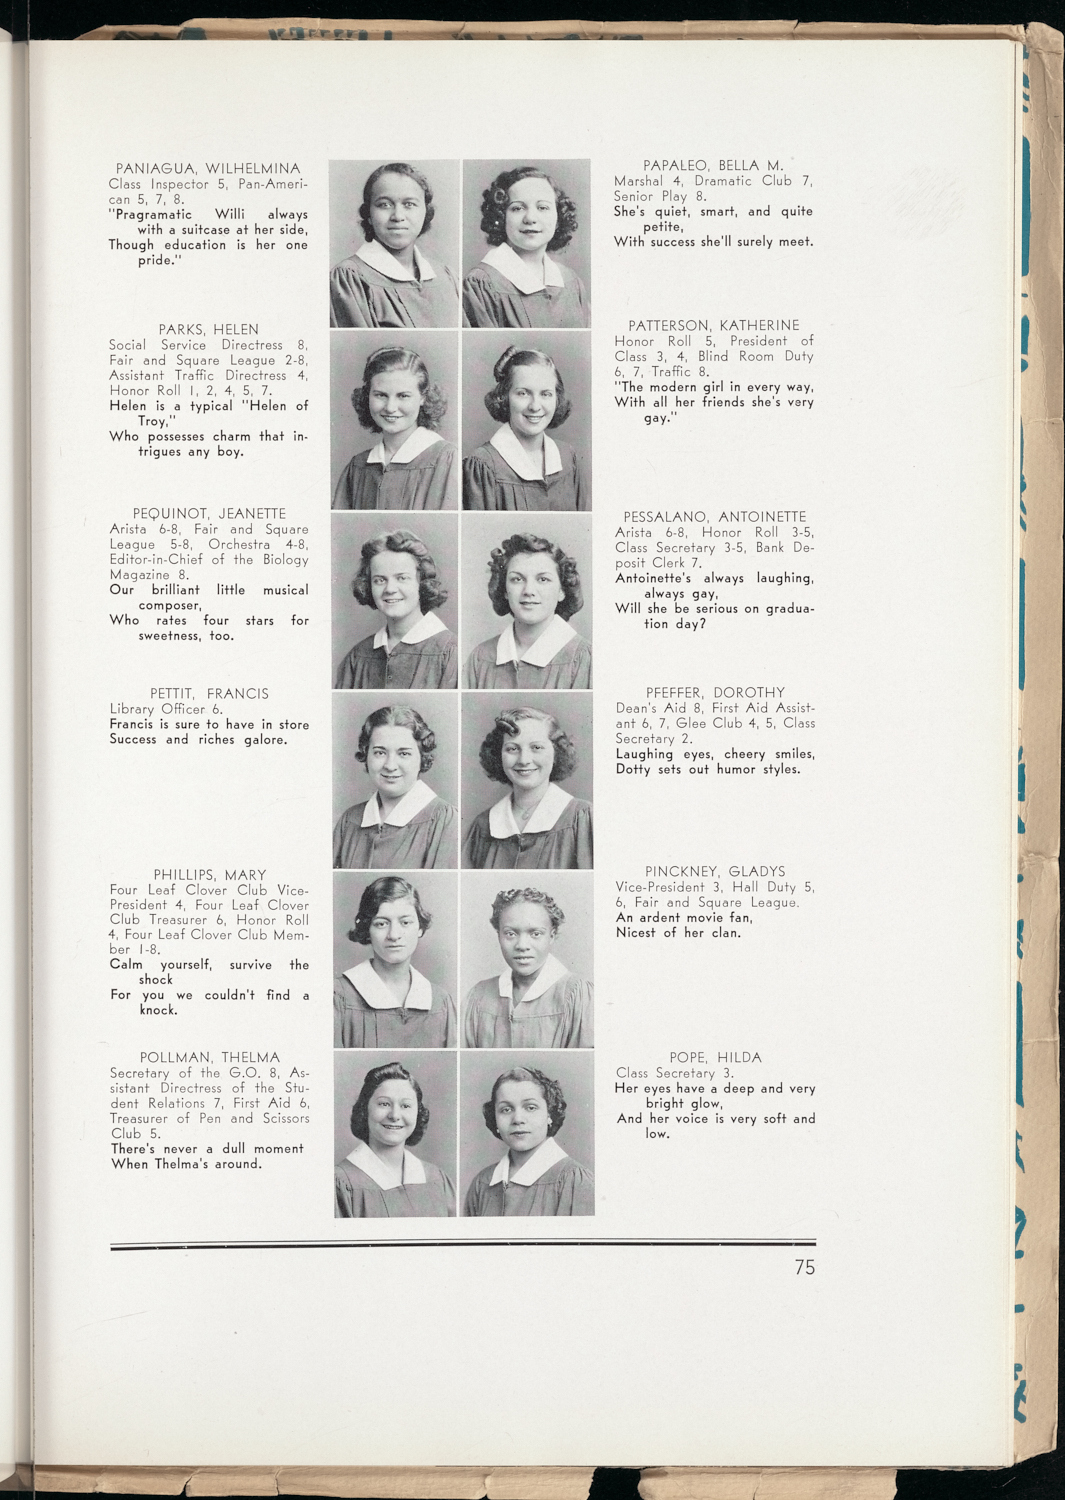 PANIAGUA, WILHELMINA
Class Inspector 5, Pan-Ameri-
can 5, 7, 8.
"Pragramatic Willi always
with a suitcase at her side,
Though education is her one
pride."
PARKS, HELEN
Social Service Directress 8,
Fair and Square League 2-8,
Assistant Traffic Directress 4,
Honor Roll 1, 2, 4, 5, 7.
Helen is a typical "Helen of
Troy,"
Who possesses charm that in-
trigues any boy.
PEQUINOT, JEANETTE
Arista 6-8, Fair and Square
League 5-8, Orchestra 4-8,
Editor-in-Chief of the Biology
Magazine 8.
Our brilliant little musical
composer,
Who rates four stars for
sweetness, too.
PETTIT, FRANCIS
Library Officer 6.
Francis is sure to have in store
Success and riches galore.
PHILLIPS, MARY
Four Leaf Clover Club Vice-
President 4, Four Leaf Clover
Club Treasurer 6, Honor Roll
4, Four Leaf Clover Club Mem-
ber 1-8.
Calm yourself, survive the
shock
For you we couldn't find a
knock.
POLLMAN, THELMA
Secretary of the G.O. 8, As-
sistant Directress of the Stu-
dent Relations 7, First Aid 6,
Treasurer of Pen and Scissors
Club 5.
There's never a dull moment
When Thelma's around.
PAPALEO, BELLA M.
Marshal 4, Dramatic Club 7,
Senior Play 8.
She's quiet, smart, and quite
petite,
With success she'll surely meet.
PATTERSON, KATHERINE
Honor Roll 5, President of
Class 3, 4, Blind Room Duty
6, 7, Traffic 8.
"The modern girl in every way,
With all her friends she's very
gay."
PESSALANO, ANTOINETTE
Arista 6-8, Honor Roll 3-5,
Class Secretary 3-5, Bank De-
posit Clerk 7.
Antoinette's always laughing,
always gay,
Will she be serious on gradua-
tion day?
PFEFFER, DOROTHY
Dean's Aid 8, First Aid Assist-
ant 6, 7, Glee Club 4, 5, Class
Secretary 2.
Laughing eyes, cheery smiles,
Dotty sets out humor styles.
PINCKNEY, GLADYS
Vice-President 3, Hall Duty 5,
6, Fair and Square League.
An ardent movie fan,
Nicest of her clan.
POPE, HILDA
Class Secretary 3.
Her eyes have a deep and very
bright glow,
And her voice is very soft and
low.
75